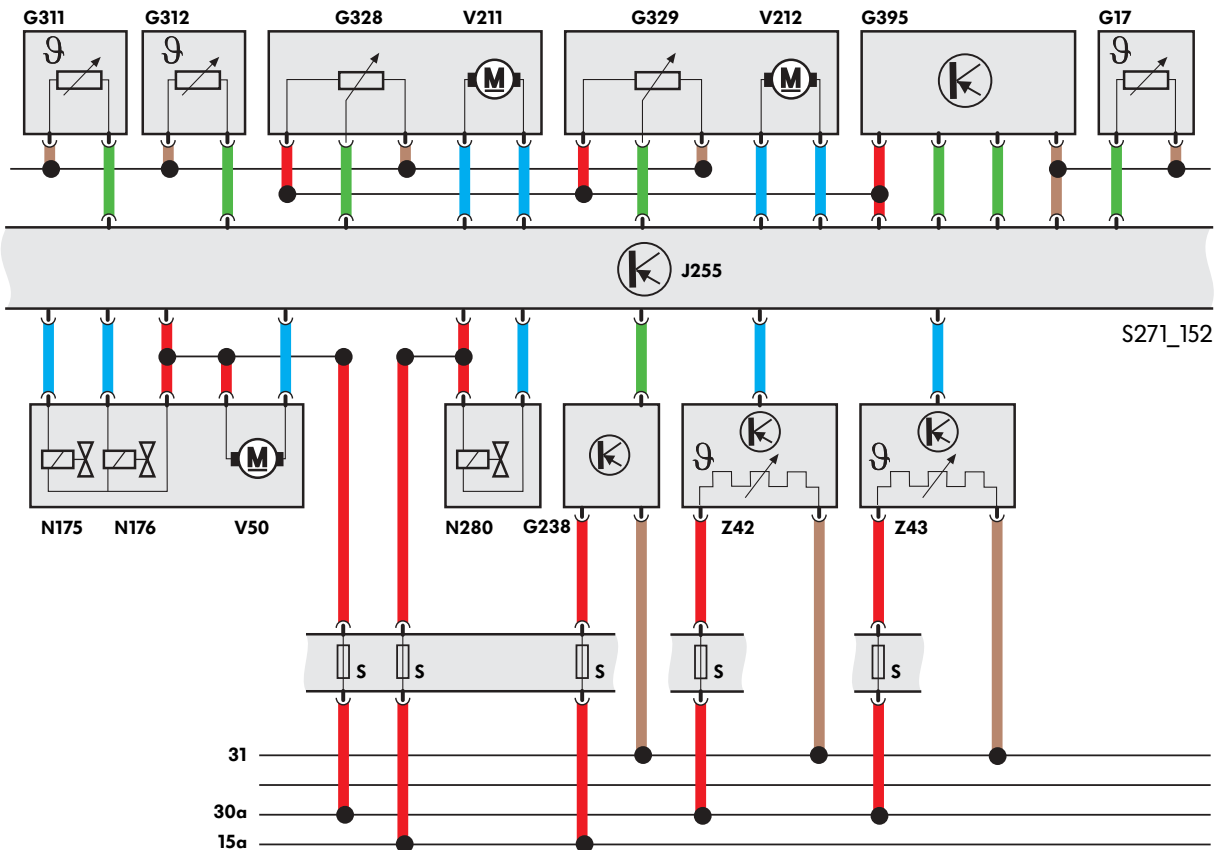 G311 G312 G328 V211 G329 V212 G395 G17
ϑ ϑ ϑ
M M
J255
S271_152
ϑ ϑ
M
N175 N176 V50 N280 G238 Z42 Z43
S S S S S
31
30a
15a